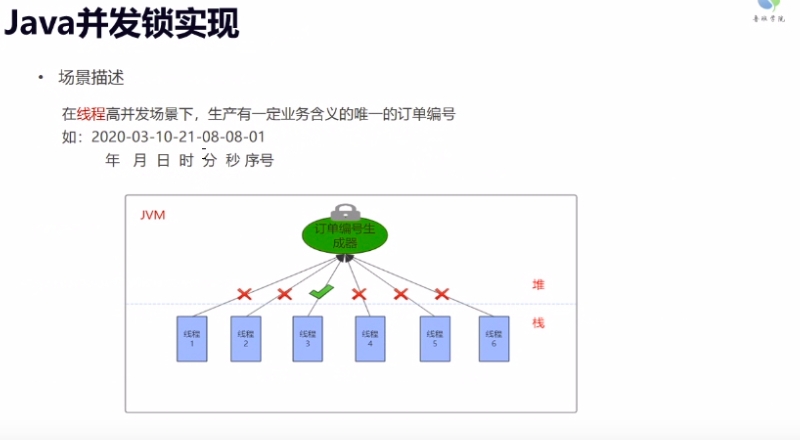 Java并发锁实现
鲁班学院
• 场景描述
在线程高并发场景下，生产有一定业务含义的唯一的订单编号
如：2020-03-10-21-08-08-01
年 月 日 时 分 秒 序号
JVM
订单编号生
成器
堆
栈
线程
1
线程
2
线程
3
线程
4
线程
5
线程
6